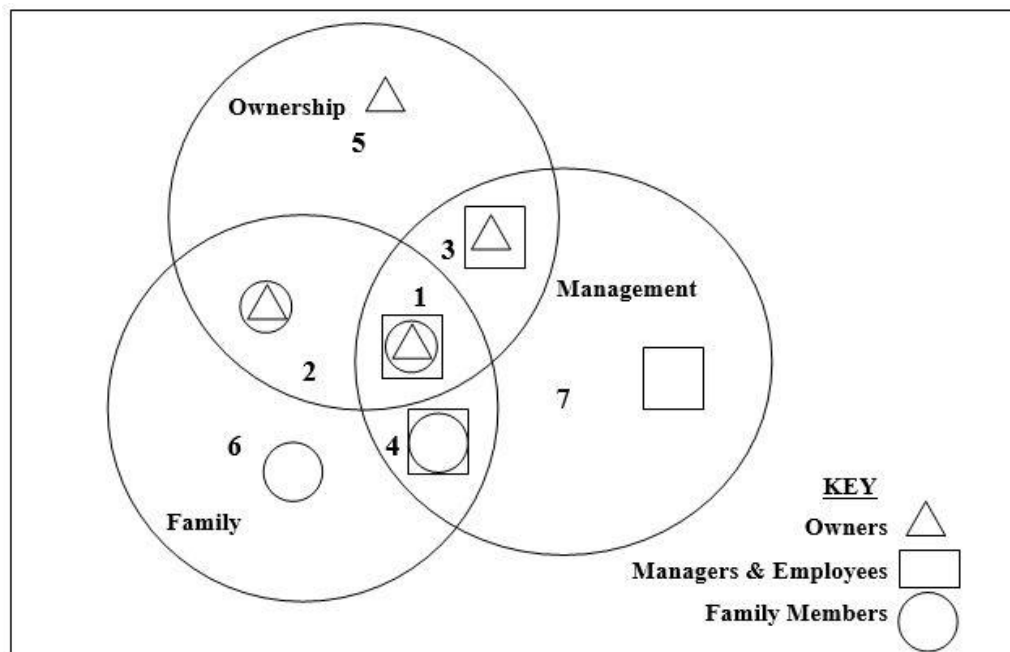 Ownership
5
3
Management
1
2
7
6
4
Family
KEY
Owners
Managers & Employees
Family Members